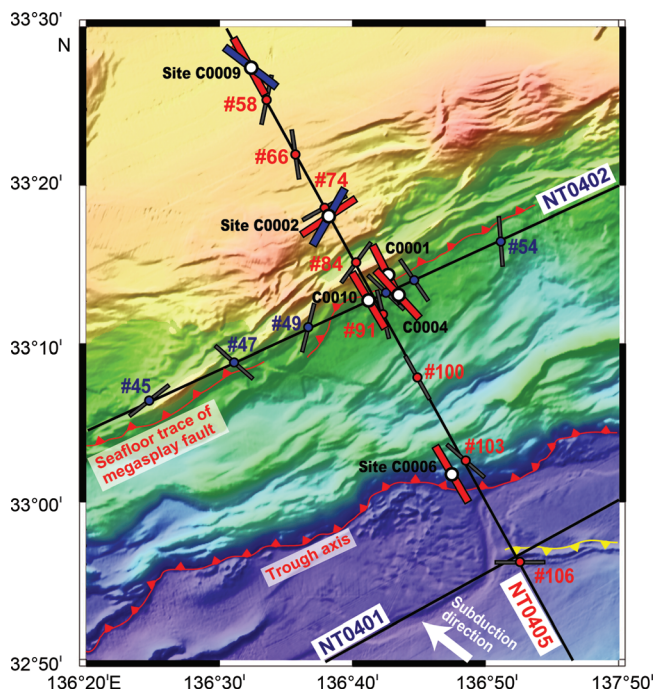 33°30'
N
Site C0009
#58
#66
33°20'
#74
NT0402
Site C0002
C0001
#54
#84
C0010
#49
C0004
#91
33°10'
#47
#100
#45
Seafloor trace of
megasplay fault
#103
Site C0006
33°00'
Trough axis
#106
Subduction
direction
NT0401
NT0405
32°50'
136°20'E
136°30'
136°40'
136°50'
137°50'